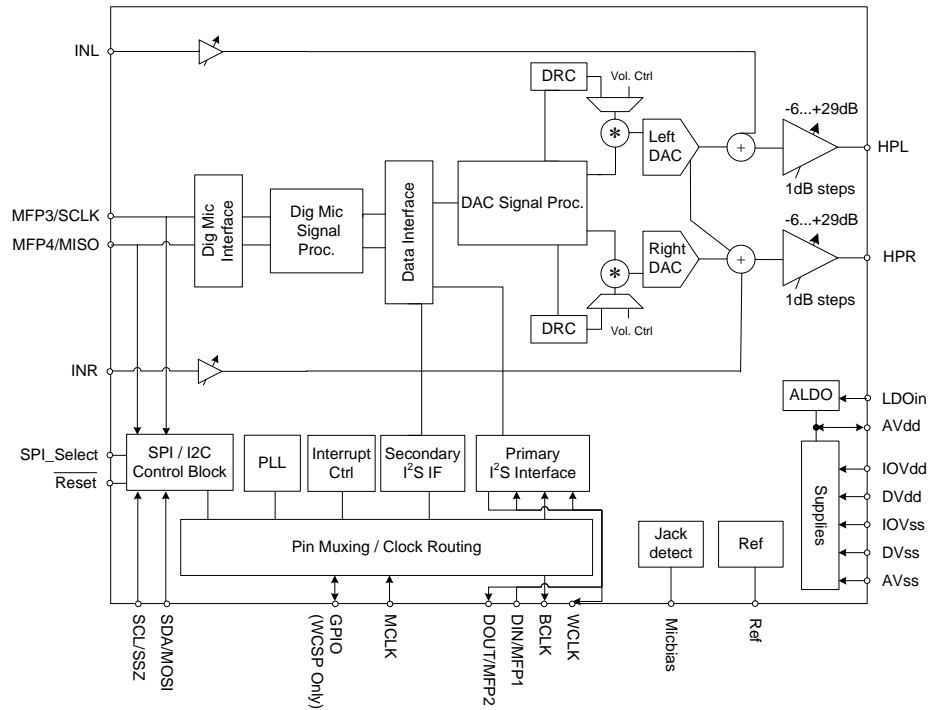 INL
DRC
Vol. Ctrl
-6...+29dB
*
Left
DAC
+
HPL
1dB steps
MFP3/SCLK
MFP4/MISO
Dig Mic
Interface
Dig Mic
Signal
Proc.
Data Interface
DAC Signal Proc.
-6...+29dB
*
Right
DAC
+
HPR
1dB steps
DRC
Vol. Ctrl
INR
ALDO
LDOin
AVdd
SPI_Select
Reset
SPI / I2C
Control Block
PLL
Interrupt
Ctrl
Secondary
I²S IF
Primary
I²S Interface
Supplies
IOVdd
DVdd
IOVss
DVss
AVss
Pin Muxing / Clock Routing
Jack
detect
Ref
SCL/SSZ
SDA/MOSI
GPIO
(WCSP Only)
MCLK
DOUT/MFP2
DIN/MFP1
BCLK
WCLK
Micbias
Ref